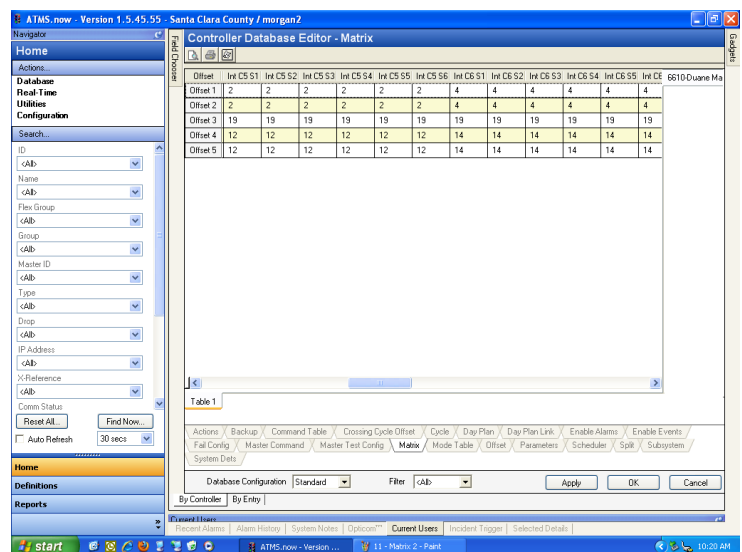 ATMS.now - Version 1.5.45.55 - Santa Clara County / morgan2
Navigator
Home
Actions...
Database
Real-Time
Utilities
Configuration
Search...
ID
<All>
Name
<All>
Flex Group
<All>
Group
<All>
Master ID
<All>
Type
<All>
Drop
<All>
IP Address
<All>
X-Reference
<All>
Comm Status
Reset All... Find Now...
Auto Refresh 30 secs
Home
Definitions
Reports
»
Field Chooser
Controller Database Editor - Matrix
Offset Int C5 S1 Int C5 S2 Int C5 S3 Int C5 S4 Int C5 S5 Int C5 S6 Int C6 S1 Int C6 S2 Int C6 S3 Int C6 S4 Int C6 S5 Int C6
Offset 1 2 2 2 2 2 2 4 4 4 4 4 4
Offset 2 2 2 2 2 2 2 4 4 4 4 4 4
Offset 3 19 19 19 19 19 19 19 19 19 19 19 19
Offset 4 12 12 12 12 12 12 14 14 14 14 14 14
Offset 5 12 12 12 12 12 12 14 14 14 14 14 14
6610-Duane Ma
Gadgets
Table 1
Actions Backup Command Table Crossing Cycle Offset Cycle Day Plan Day Plan Link Enable Alarms Enable Events
Fail Config Master Command Master Test Config Matrix Mode Table Offset Parameters Scheduler Split Subsystem
System Dets
Database Configuration Standard Filter <All> Apply OK Cancel
By Controller By Entry
Current Users
Recent Alarms Alarm History System Notes Opticom™ Current Users Incident Trigger Selected Details
start ATMS.now - Version ... 11 - Matrix 2 - Paint 10:20 AM